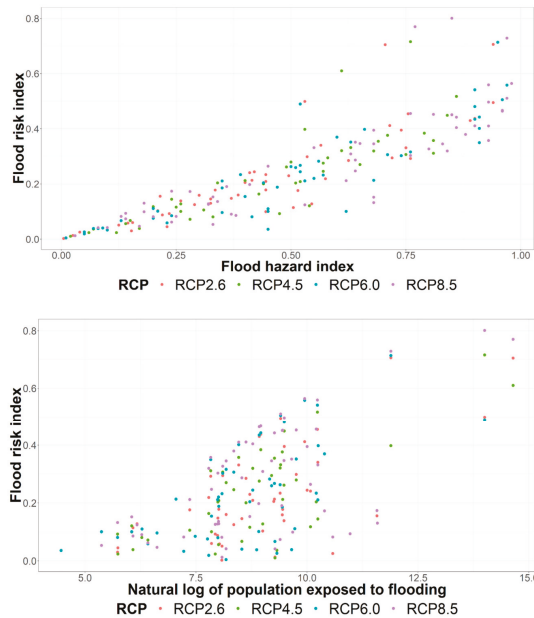 0.8
0.6
0.4
0.2
0.0
Flood risk index
0.00 0.25 0.50 0.75 1.00
Flood hazard index
RCP RCP2.6 RCP4.5 RCP6.0 RCP8.5
0.8
0.6
0.4
0.2
0.0
Flood risk index
5.0 7.5 10.0 12.5 15.0
Natural log of population exposed to flooding
RCP RCP2.6 RCP4.5 RCP6.0 RCP8.5